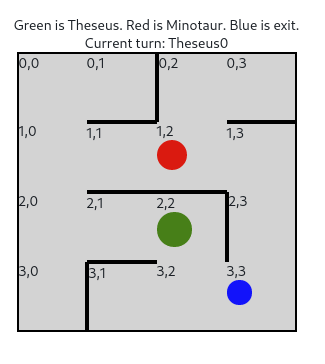 Green is Theseus. Red is Minotaur. Blue is exit.
Current turn: Theseus0
0,0 0,1 0,2 0,3
1,0 1,1 1,2 1,3
2,0 2,1 2,2 2,3
3,0 3,1 3,2 3,3